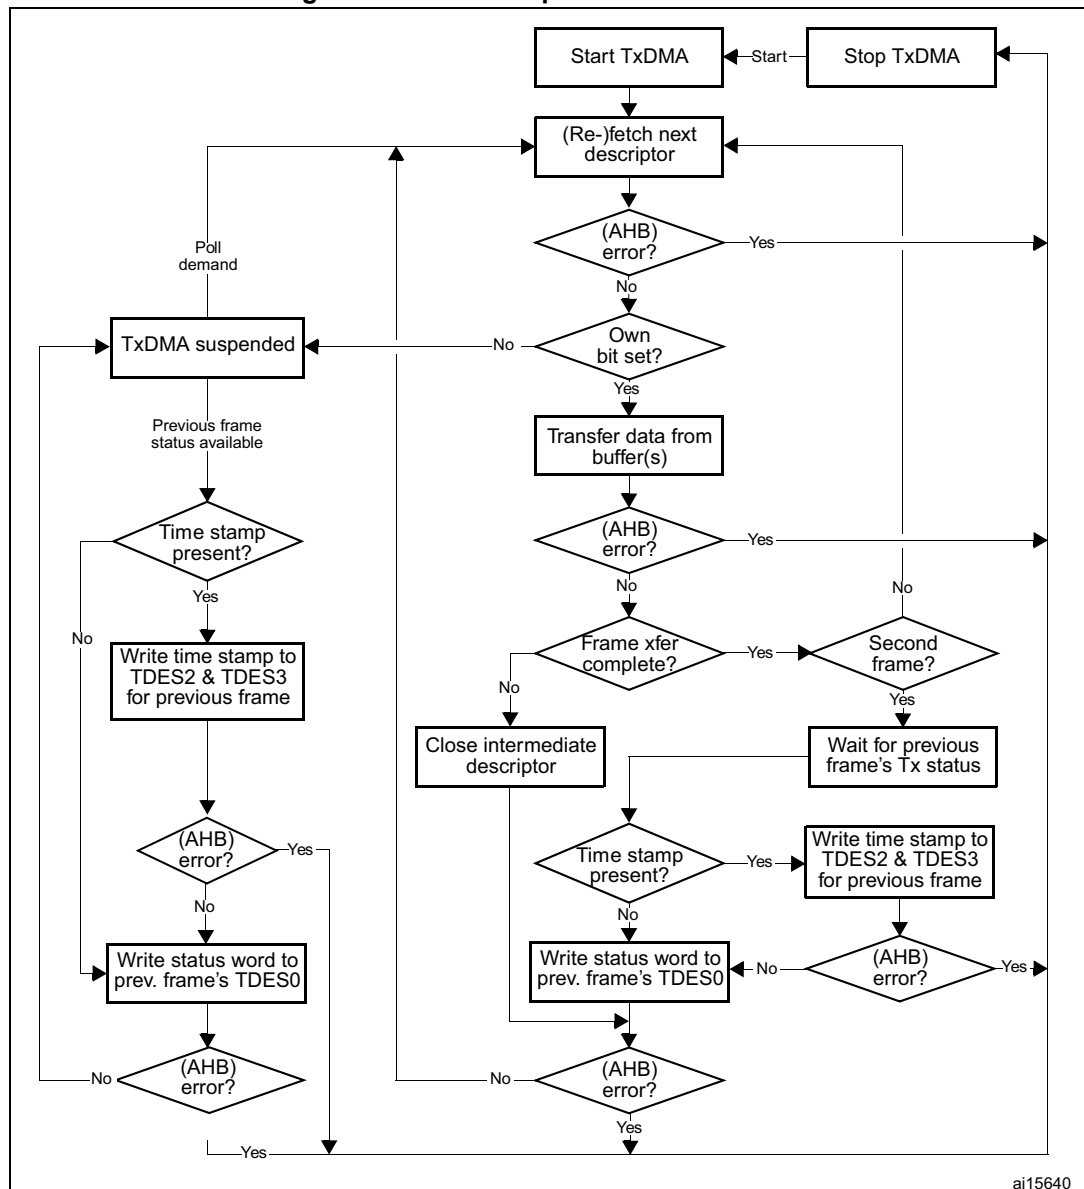 Start TxDMA
Start
Stop TxDMA
(Re-)fetch next
descriptor
(AHB)
error?
Yes
Poll
demand
No
TxDMA suspended
No
Own
bit set?
Yes
Previous frame
status available
Transfer data from
buffer(s)
Time stamp
present?
(AHB)
error?
Yes
Yes
No
No
No
Write time stamp to
TDES2 & TDES3
for previous frame
Frame xfer
complete?
Yes
Second
frame?
No
Yes
Close intermediate
descriptor
Wait for previous
frame's Tx status
(AHB)
error?
Yes
Time stamp
present?
Yes
Write time stamp to
TDES2 & TDES3
for previous frame
No
No
Write status word to
prev. frame's TDES0
Write status word to
prev. frame's TDES0
No
(AHB)
error?
Yes
No
(AHB)
error?
No
(AHB)
error?
Yes
Yes
ai15640